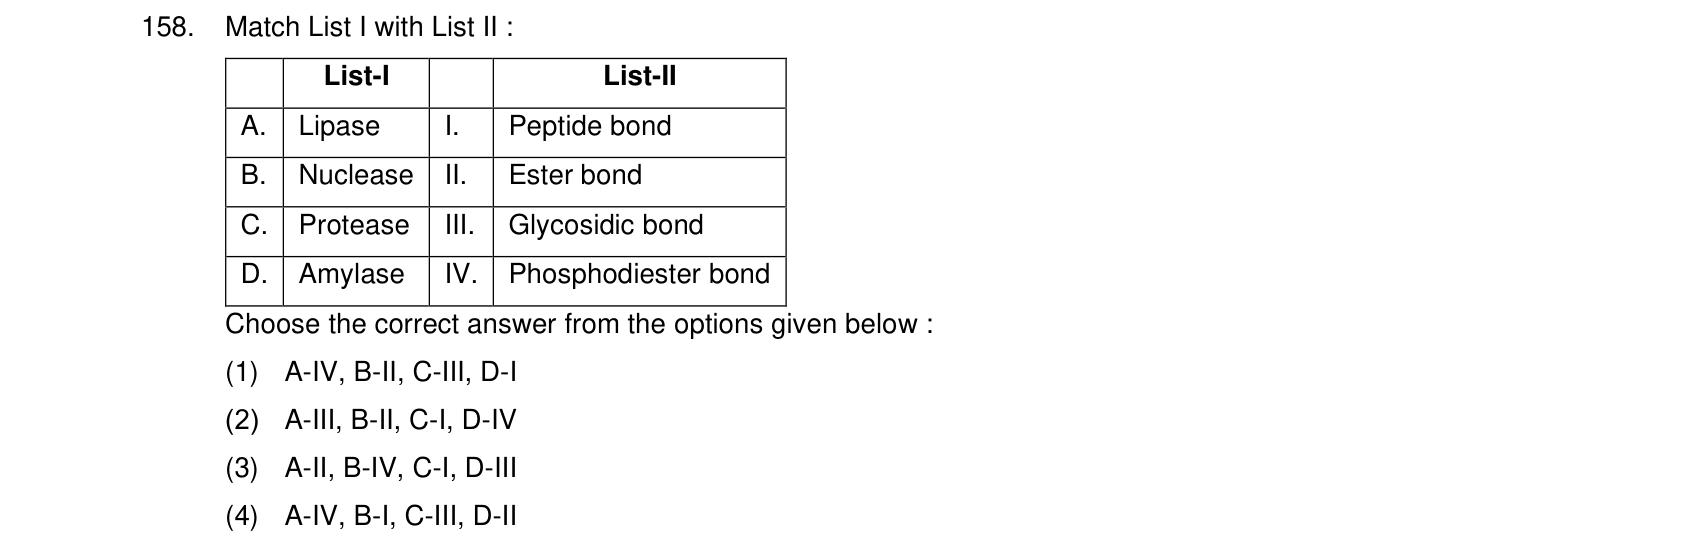 158. Match List I with List II :
List-I List-II
A. Lipase I. Peptide bond
B. Nuclease II. Ester bond
C. Protease III. Glycosidic bond
D. Amylase IV. Phosphodiester bond
Choose the correct answer from the options given below :
(1) A-IV, B-II, C-III, D-I
(2) A-III, B-II, C-I, D-IV
(3) A-II, B-IV, C-I, D-III
(4) A-IV, B-I, C-III, D-II